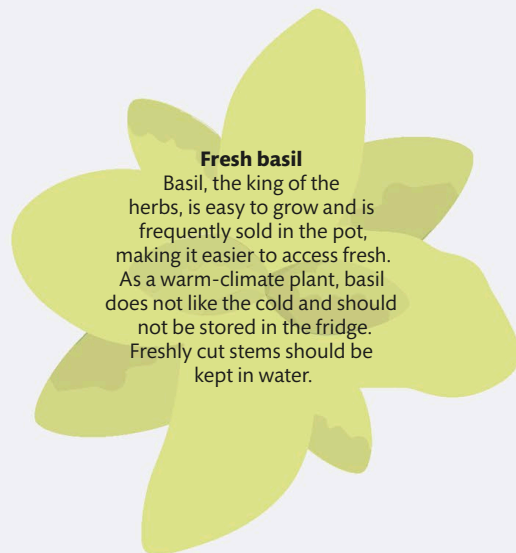 Fresh basil
Basil, the king of the
herbs, is easy to grow and is
frequently sold in the pot,
making it easier to access fresh.
As a warm-climate plant, basil
does not like the cold and should
not be stored in the fridge.
Freshly cut stems should be
kept in water.